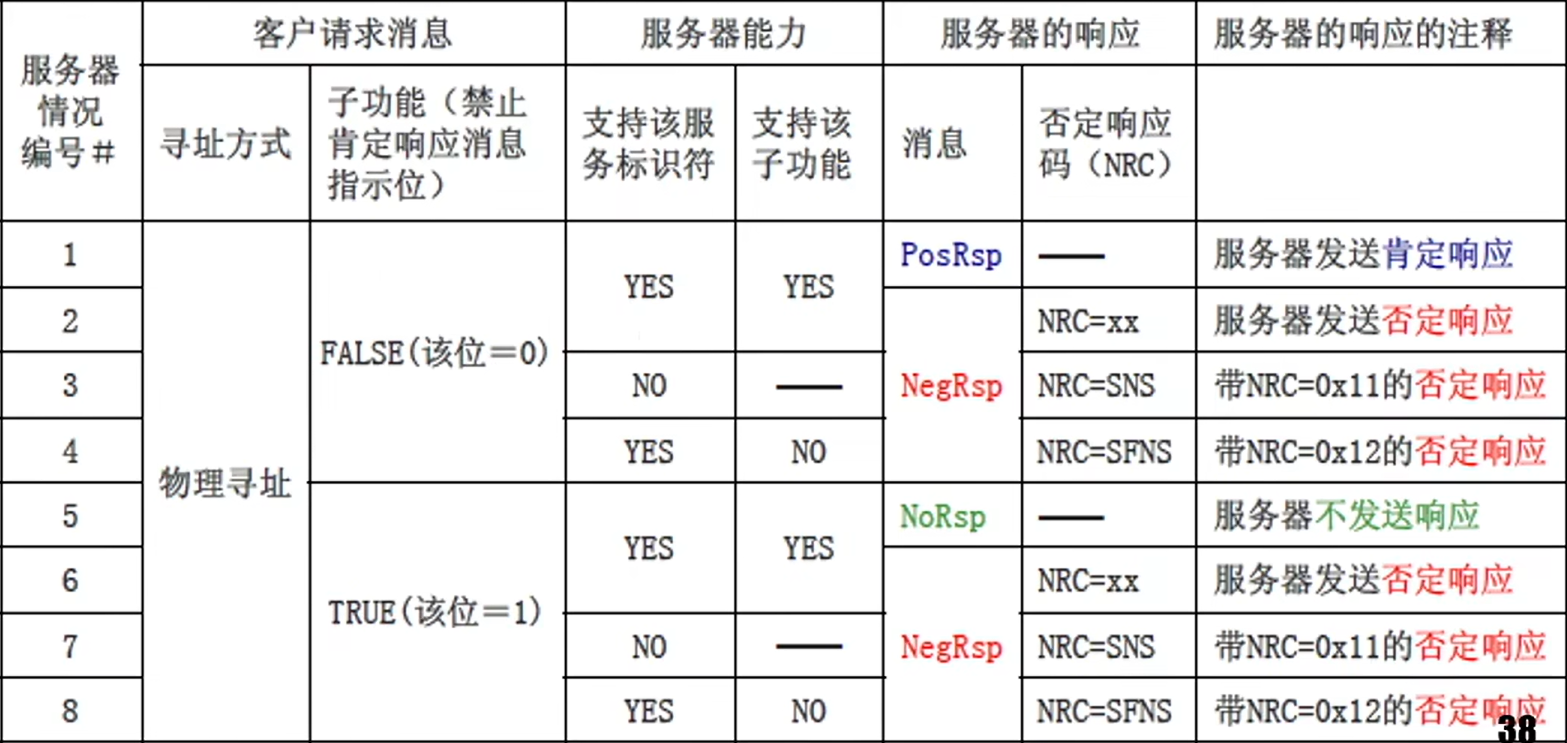 服务器情况编号＃
客户请求消息
服务器能力
服务器的响应
服务器的响应的注释
寻址方式
子功能（禁止肯定响应消息指示位）
支持该服务标识符
支持该子功能
消息
否定响应码（NRC）
物理寻址
FALSE(该位＝0)
1
YES
YES
PosRsp
——
服务器发送肯定响应
2
NegRsp
NRC=xx
服务器发送否定响应
3
NO
——
NRC=SNS
带NRC=0x11的否定响应
4
YES
NO
NRC=SFNS
带NRC=0x12的否定响应
TRUE(该位＝1)
5
YES
YES
NoRsp
——
服务器不发送响应
6
NegRsp
NRC=xx
服务器发送否定响应
7
NO
——
NRC=SNS
带NRC=0x11的否定响应
8
YES
NO
NRC=SFNS
带NRC=0x12的否定响应
38